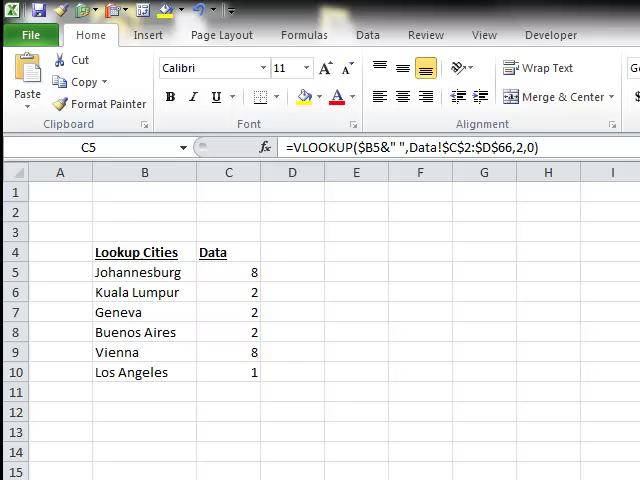 File Home Insert Page Layout Formulas Data Review View Developer
Cut Calibri 11 A A Wrap Text Ge
Copy
Paste Format Painter B I U A Merge & Center
Clipboard Font Alignment
C5 fx =VLOOKUP($B5&" ",Data!$C$2:$D$66,2,0)
A B C D E F G H I
1
2
3
4 Lookup Cities Data
5 Johannesburg 8
6 Kuala Lumpur 2
7 Geneva 2
8 Buenos Aires 2
9 Vienna 8
10 Los Angeles 1
11
12
13
14
15